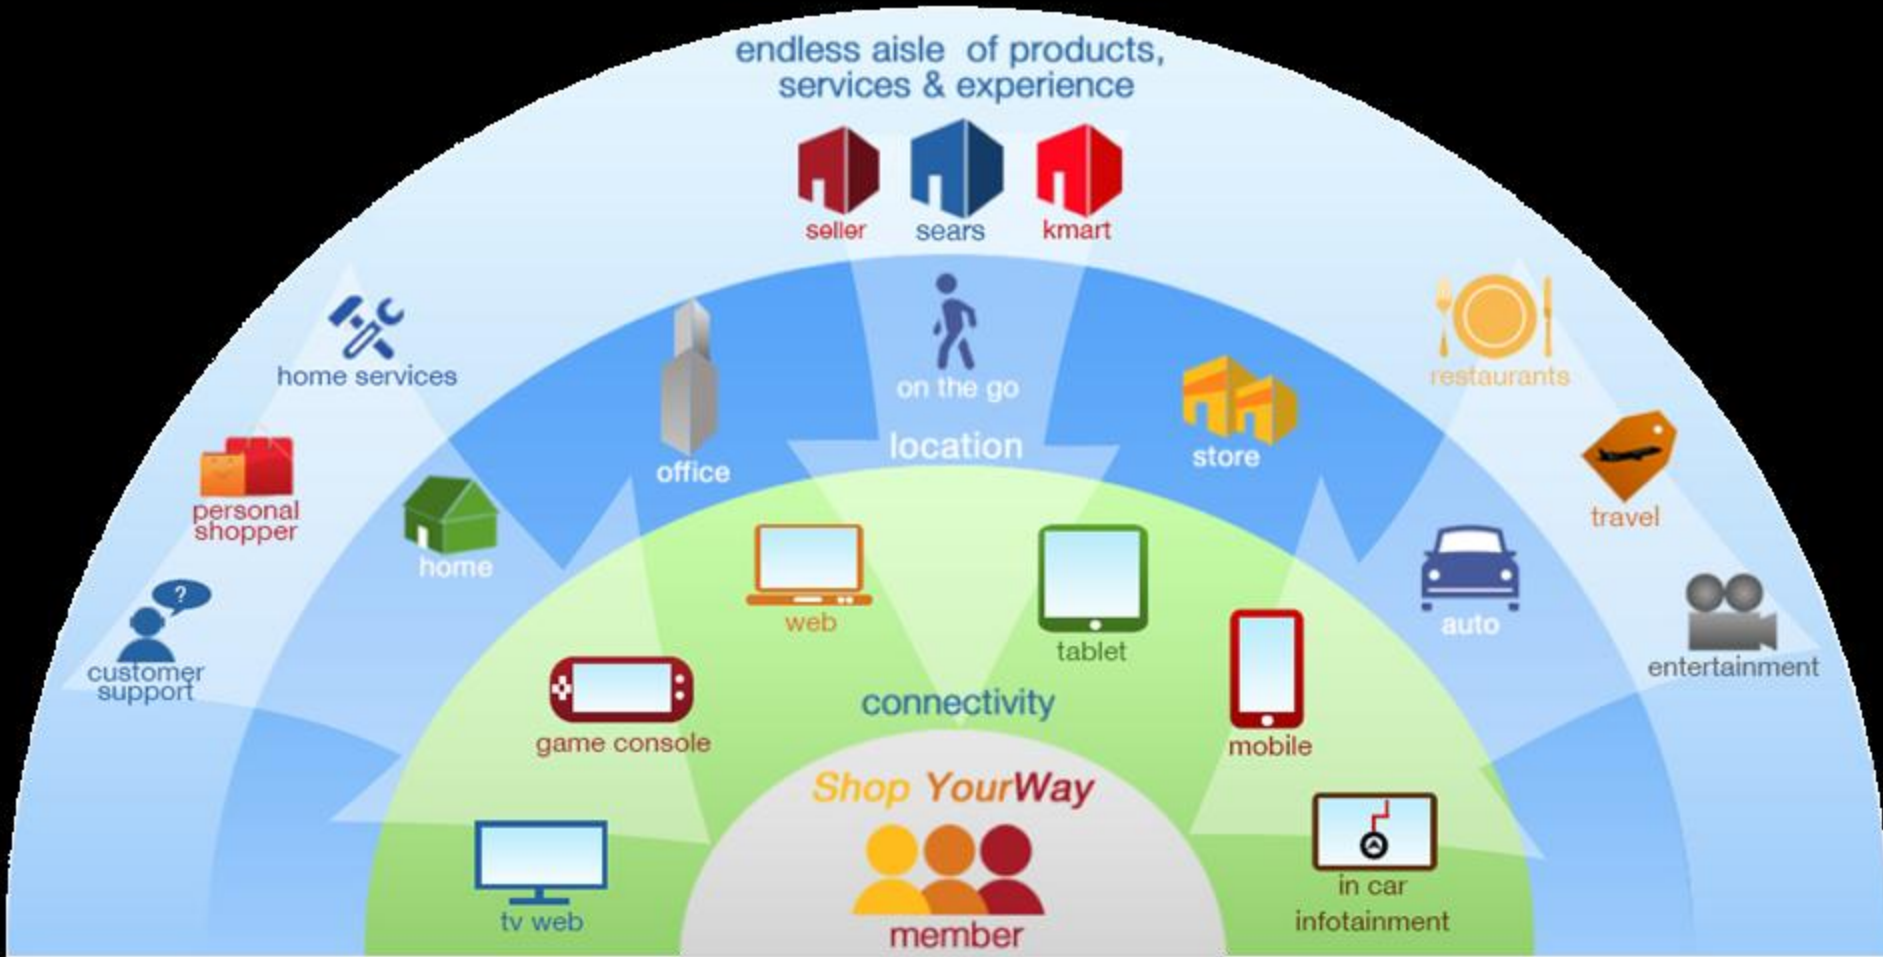 endless aisle of products,
services & experience
seller
sears
kmart
home services
restaurants
personal
shopper
travel
customer
support
entertainment
on the go
location
office
store
home
auto
web
tablet
game console
connectivity
mobile
tv web
in car
infotainment
Shop YourWay
member
?